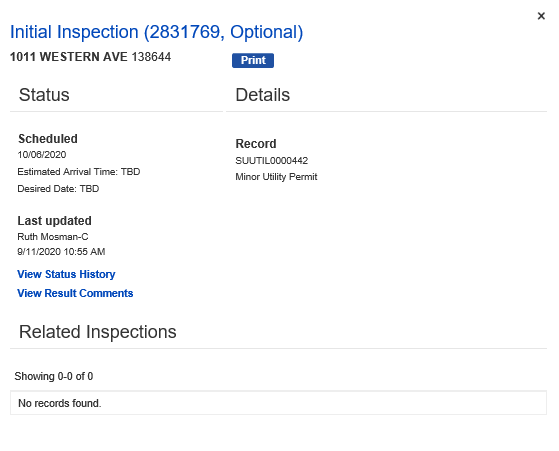 ×
Initial Inspection (2831769, Optional)
1011 WESTERN AVE 138644
Print
Status
Details
Scheduled
10/06/2020
Estimated Arrival Time: TBD
Desired Date: TBD
Record
SUUTIL0000442
Minor Utility Permit
Last updated
Ruth Mosman-C
9/11/2020 10:55 AM
View Status History
View Result Comments
Related Inspections
Showing 0-0 of 0
No records found.